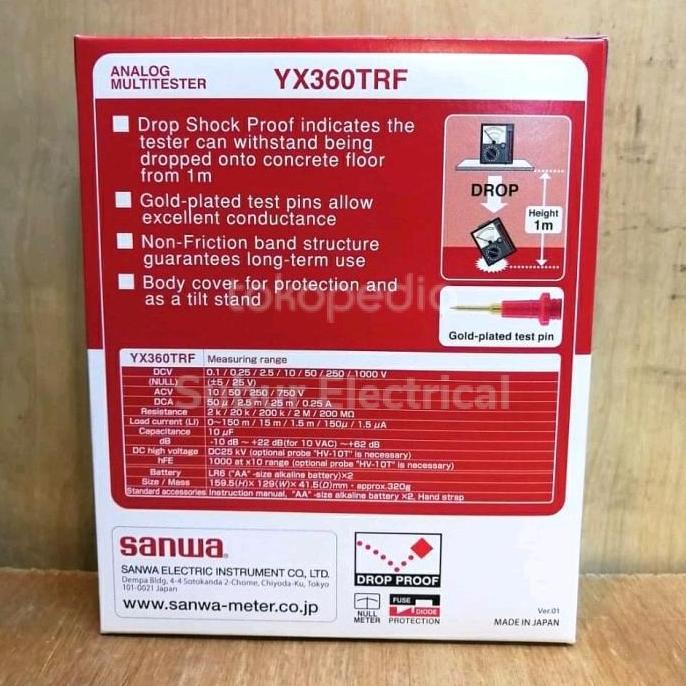 ANALOG
MULTITESTER
YX360TRF
Drop Shock Proof indicates the
tester can withstand being
dropped onto concrete floor
from 1m
Gold-plated test pins allow
excellent conductance
Non-Friction band structure
guarantees long-term use
Body cover for protection and
as a tilt stand
DROP
Height
1m
Gold-plated test pin
tokopedia
YX360TRF Measuring range
DCV 0.1 / 0.25 / 2.5 / 10 / 50 / 250 / 1000 V
(NULL) (±5 / 25 V)
ACV 10 / 50 / 250 / 750 V
DCA 50 μ / 2.5 m / 25 m / 0.25 A
Electrical
Resistance 2 k / 20 k / 200 k / 2 M / 200 MΩ
Load current (LI) 0~150 m / 15 m / 1.5 m / 150μ / 1.5 μA
Capacitance 10 μF
dB -10 dB ~ +22 dB(for 10 VAC) ~+62 dB
DC high voltage DC25 kV (optional probe "HV-10T" is necessary)
hFE 1000 at x10 range (optional probe "HV-10T" is necessary)
Battery LR6 ("AA" -size alkaline battery)×2
Size / Mass 159.5(H)× 129(W)× 41.5(D)mm · approx.320g
Standard accessories Instruction manual, "AA" -size alkaline battery ×2, Hand strap
sanwa®
SANWA ELECTRIC INSTRUMENT CO., LTD.
Dempa Bldg, 4-4 Sotokanda 2-Chome, Chiyoda-Ku, Tokyo
101-0021 Japan
www.sanwa-meter.co.jp
DROP PROOF
NULL
METER
FUSE
DIODE
PROTECTION
Ver.01
MADE IN JAPAN